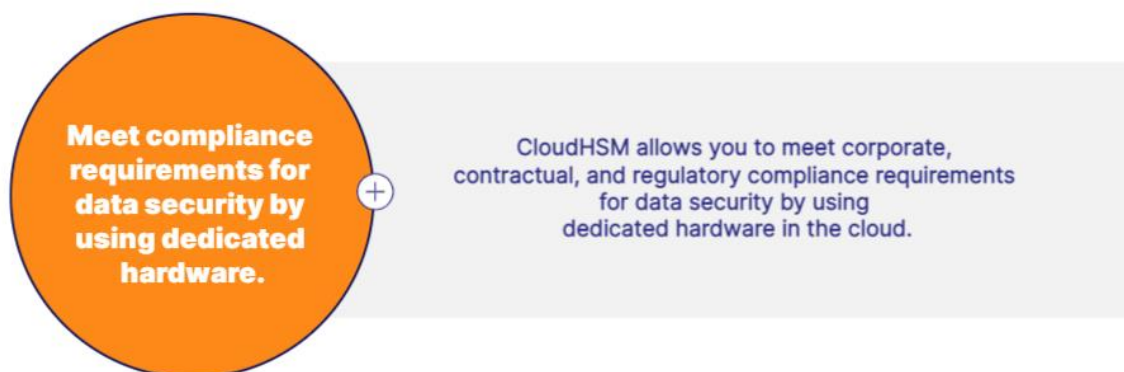 Meet compliance
requirements for
data security by
using dedicated
hardware.
CloudHSM allows you to meet corporate,
contractual, and regulatory compliance requirements
for data security by using
dedicated hardware in the cloud.